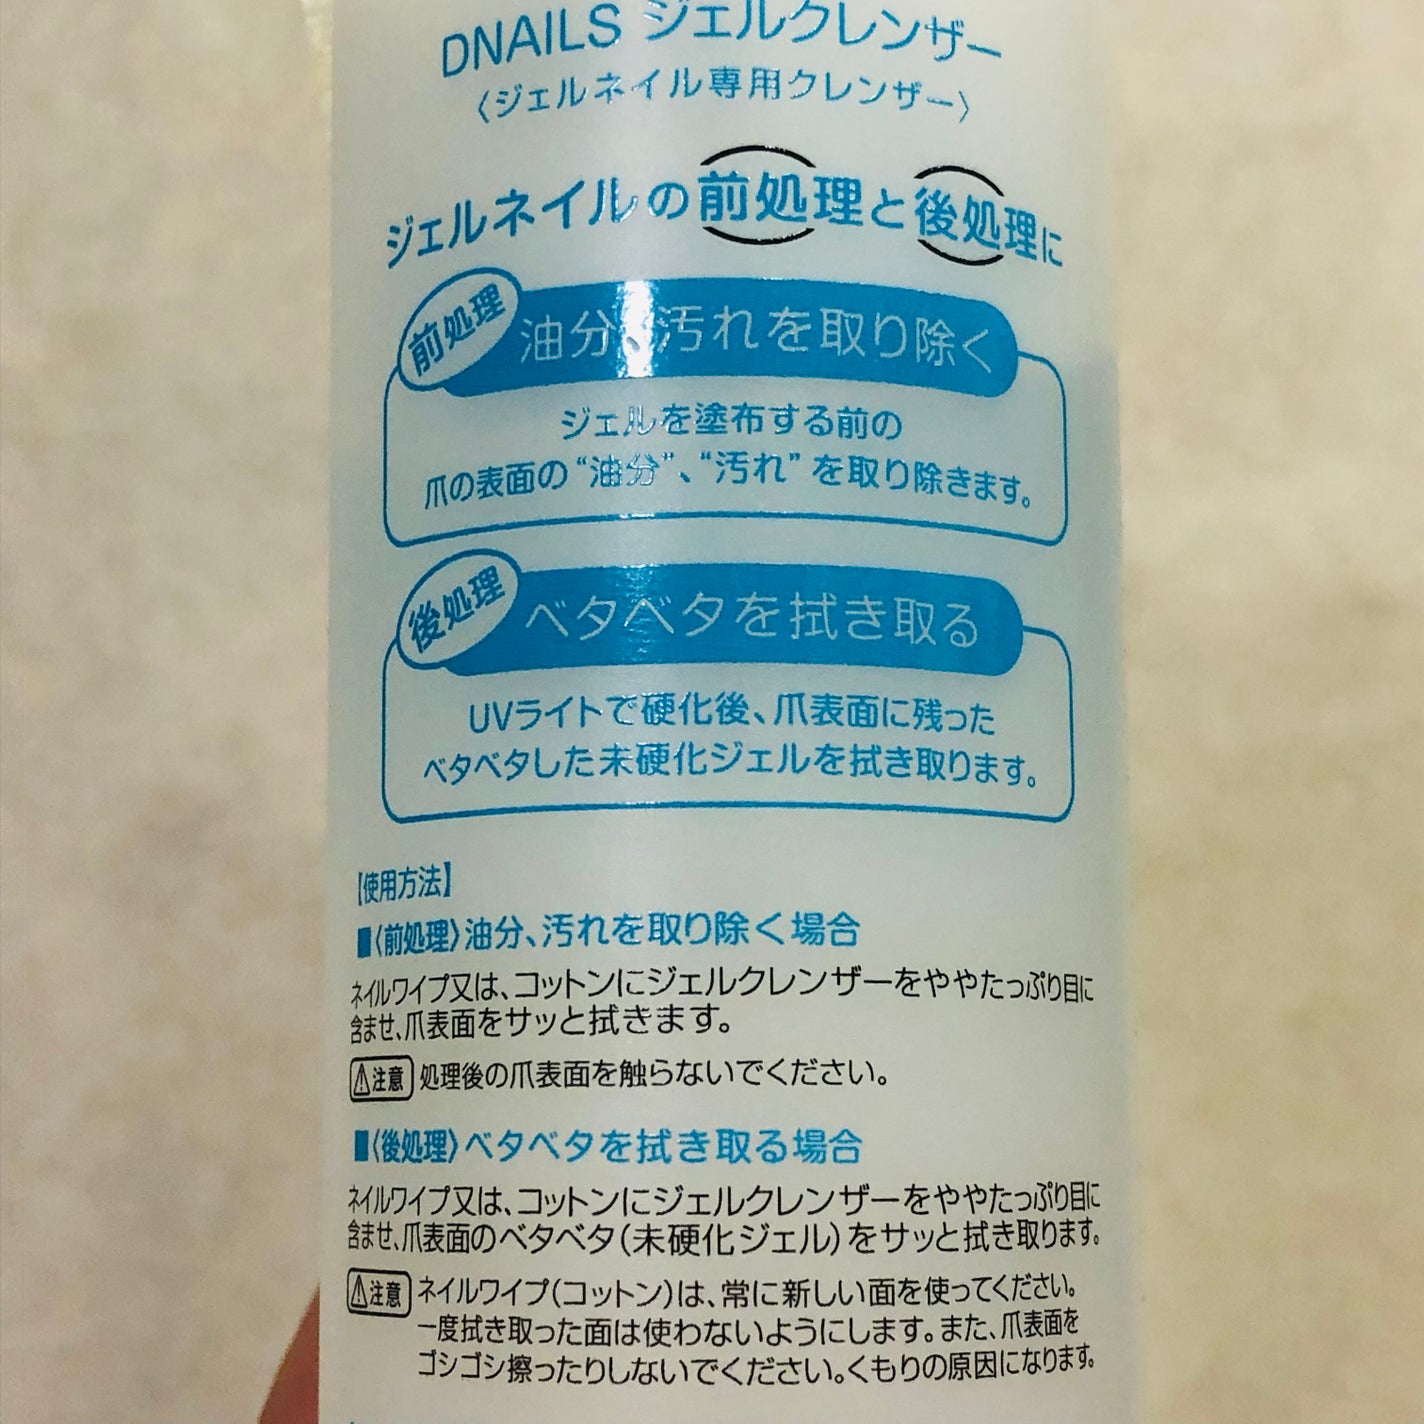 DNAILS ジェルクレンザー
〈ジェルネイル専用クレンザー〉
ジェルネイルの前処理と後処理に
前処理 油分、汚れを取り除く
ジェルを塗布する前の
爪の表面の“油分”、“汚れ”を取り除きます。
後処理 ベタベタを拭き取る
UVライトで硬化後、爪表面に残った
ベタベタした未硬化ジェルを拭き取ります。
【使用方法】
■〈前処理〉油分、汚れを取り除く場合
ネイルワイプ又は、コットンにジェルクレンザーをややたっぷり目に
含ませ、爪表面をサッと拭きます。
⚠注意 処理後の爪表面を触らないでください。
■〈後処理〉ベタベタを拭き取る場合
ネイルワイプ又は、コットンにジェルクレンザーをややたっぷり目に
含ませ、爪表面のベタベタ(未硬化ジェル)をサッと拭き取ります。
⚠注意 ネイルワイプ(コットン)は、常に新しい面を使ってください。
一度拭き取った面は使わないようにします。また、爪表面を
ゴシゴシ擦ったりしないでください。くもりの原因になります。